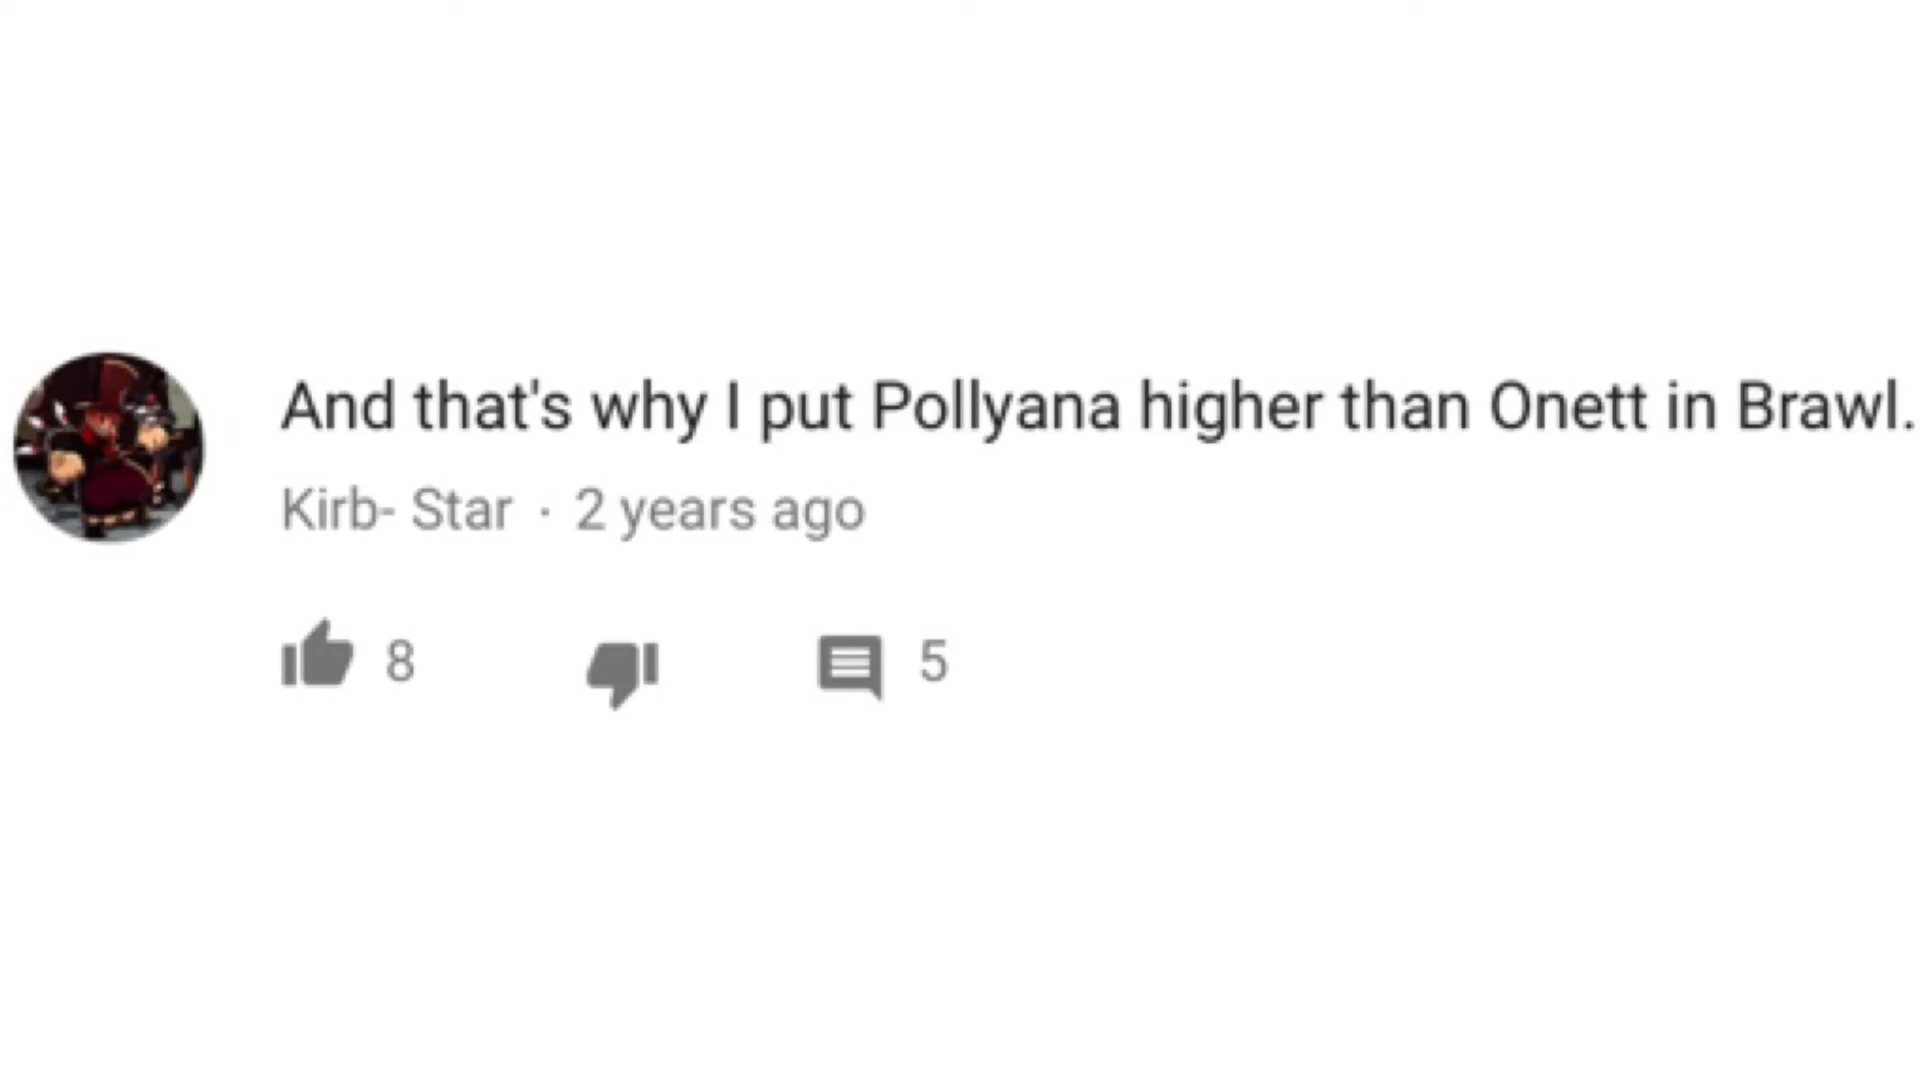 And that's why I put Pollyana higher than Onett in Brawl.
Kirb- Star · 2 years ago
8 5